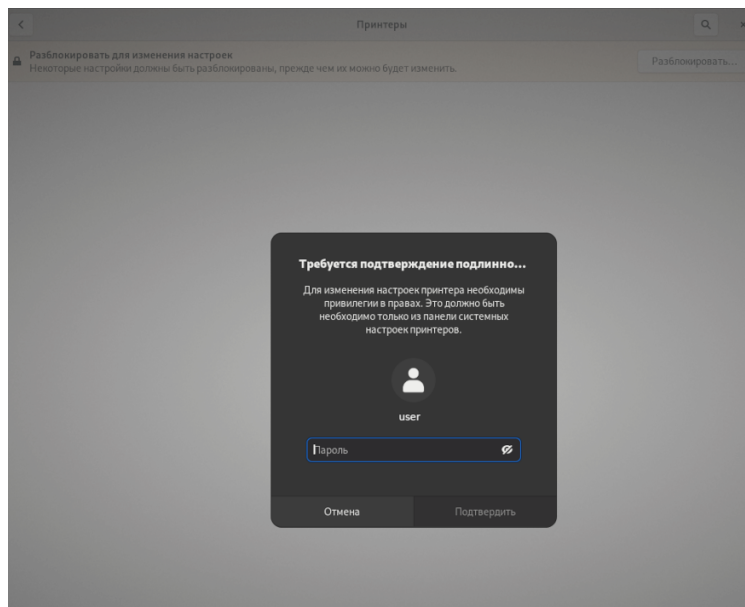 Принтеры
Разблокировать для изменения настроек
Некоторые настройки должны быть разблокированы, прежде чем их можно будет изменить.
Разблокировать...
Требуется подтверждение подлинно...
Для изменения настроек принтера необходимы
привилегии в правах. Это должно быть
необходимо только из панели системных
настроек принтеров.
user
Пароль
Отмена
Подтвердить